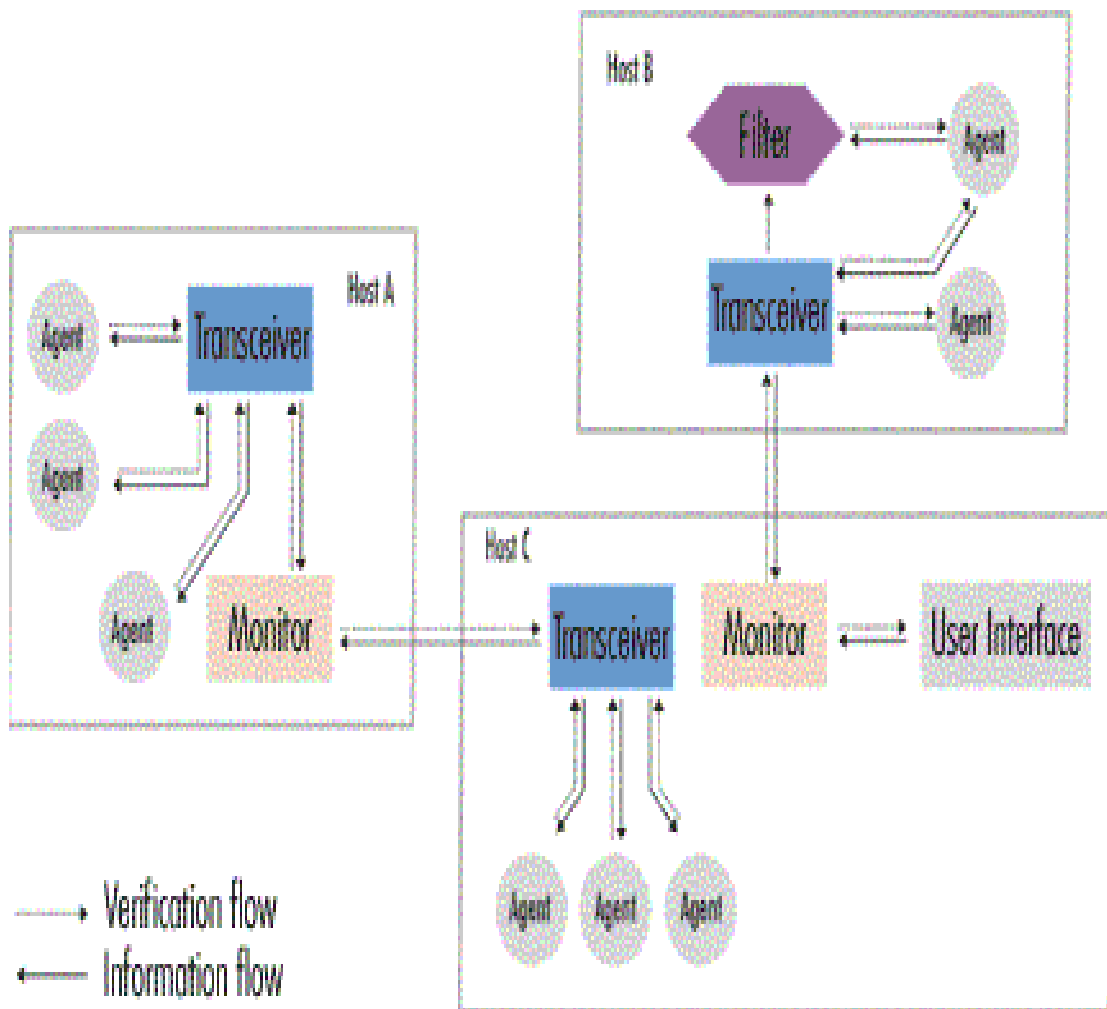 Host B
Filter
Agent
Transceiver
Agent
Host A
Agent
Transceiver
Agent
Agent
Monitor
Host C
Transceiver
Monitor
User Interface
Agent
Agent
Agent
Verification flow
Information flow